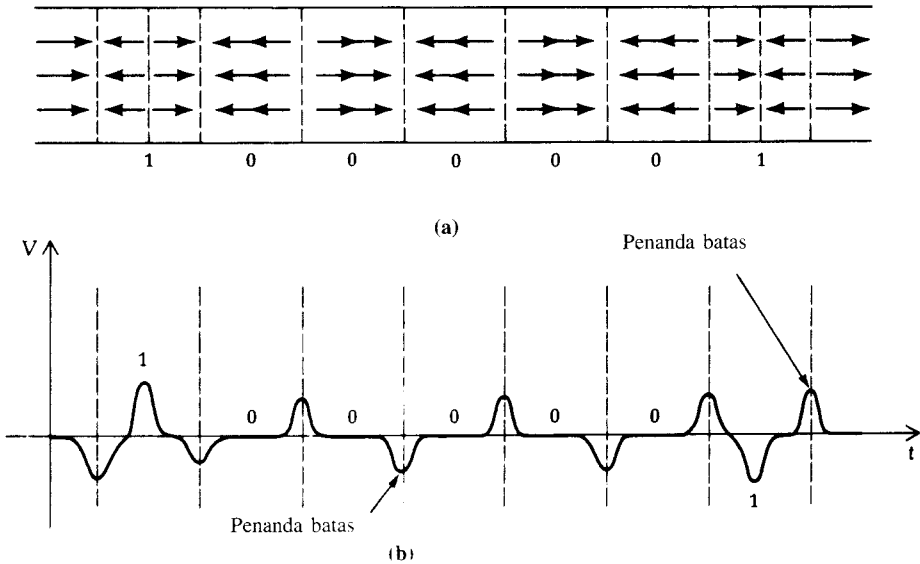 1 0 0 0 0 0 1
(a)
V
Penanda batas
1
0 0 0 0 0
t
1
Penanda batas
(b)